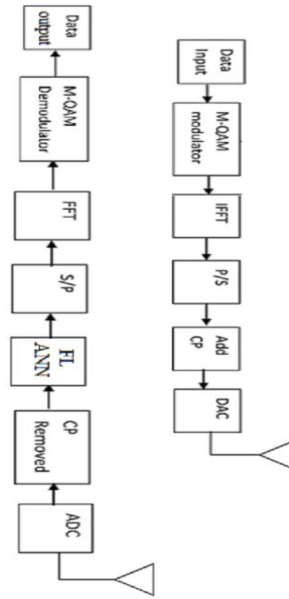 Data
Input
M-QAM
modulator
IFFT
P/S
Add
CP
DAC
Data
output
M-QAM
Demodulator
FFT
S/P
FL
ANN
CP
Removed
ADC